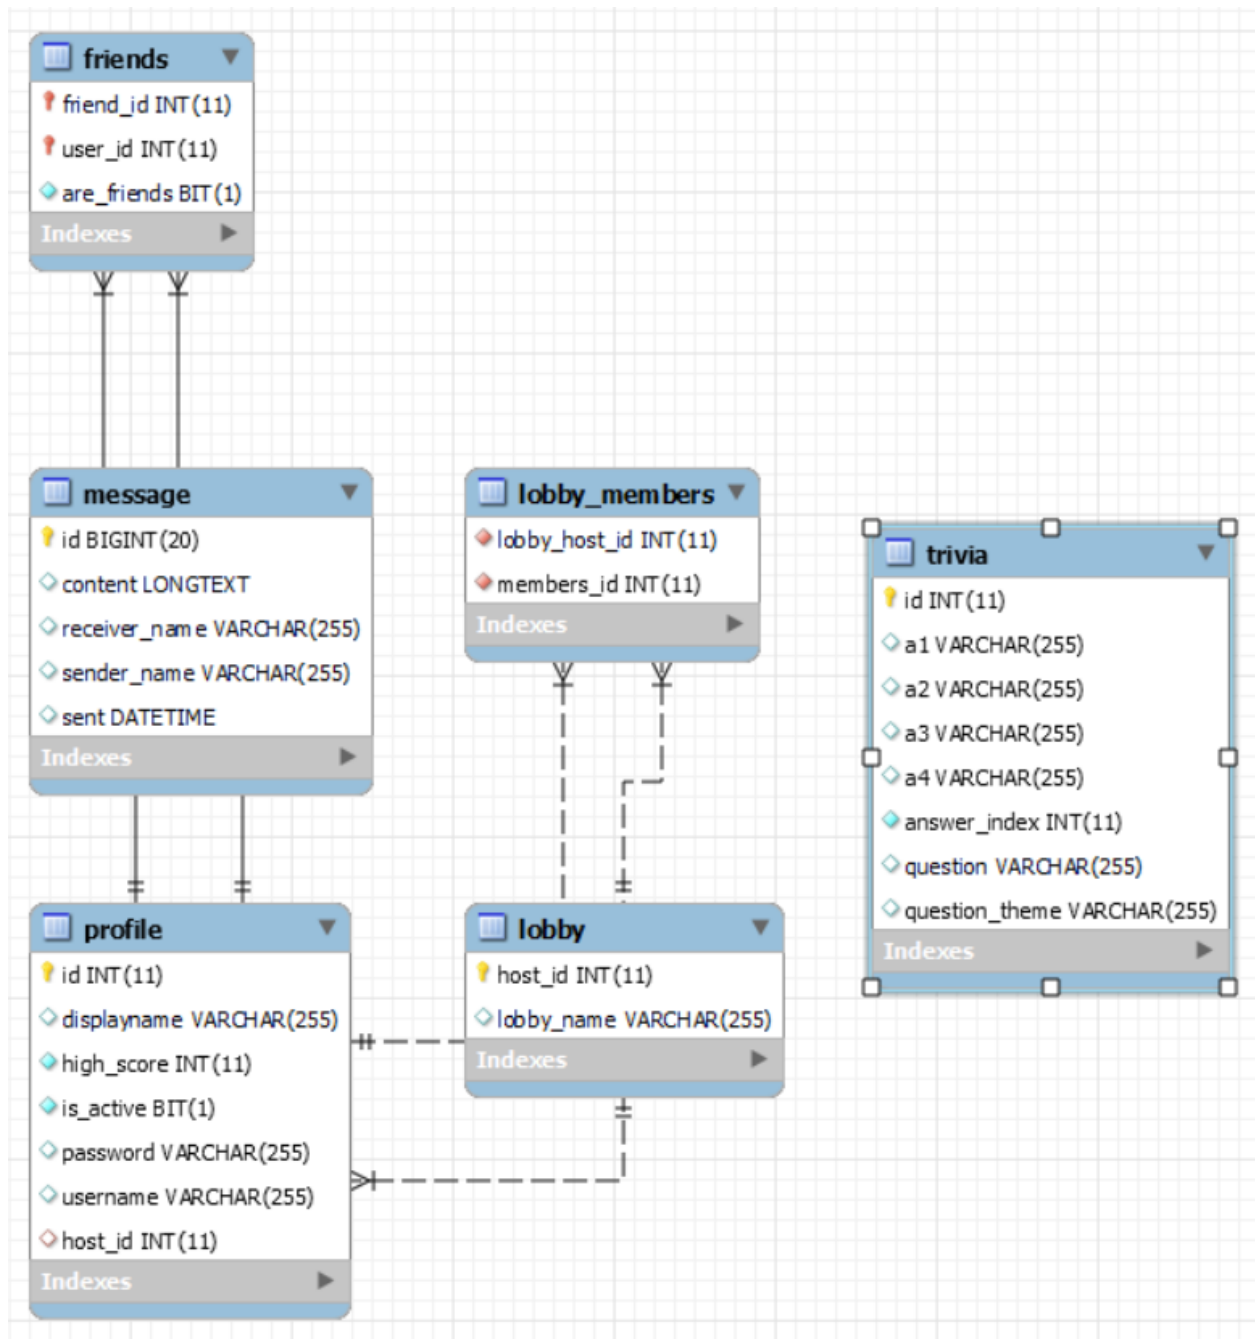 friends
friend_id INT(11)
user_id INT(11)
are_friends BIT(1)
Indexes
message
id BIGINT(20)
content LONGTEXT
receiver_name VARCHAR(255)
sender_name VARCHAR(255)
sent DATETIME
Indexes
lobby_members
lobby_host_id INT(11)
members_id INT(11)
Indexes
trivia
id INT(11)
a1 VARCHAR(255)
a2 VARCHAR(255)
a3 VARCHAR(255)
a4 VARCHAR(255)
answer_index INT(11)
question VARCHAR(255)
question_theme VARCHAR(255)
Indexes
profile
id INT(11)
displayname VARCHAR(255)
high_score INT(11)
is_active BIT(1)
password VARCHAR(255)
username VARCHAR(255)
host_id INT(11)
Indexes
lobby
host_id INT(11)
lobby_name VARCHAR(255)
Indexes